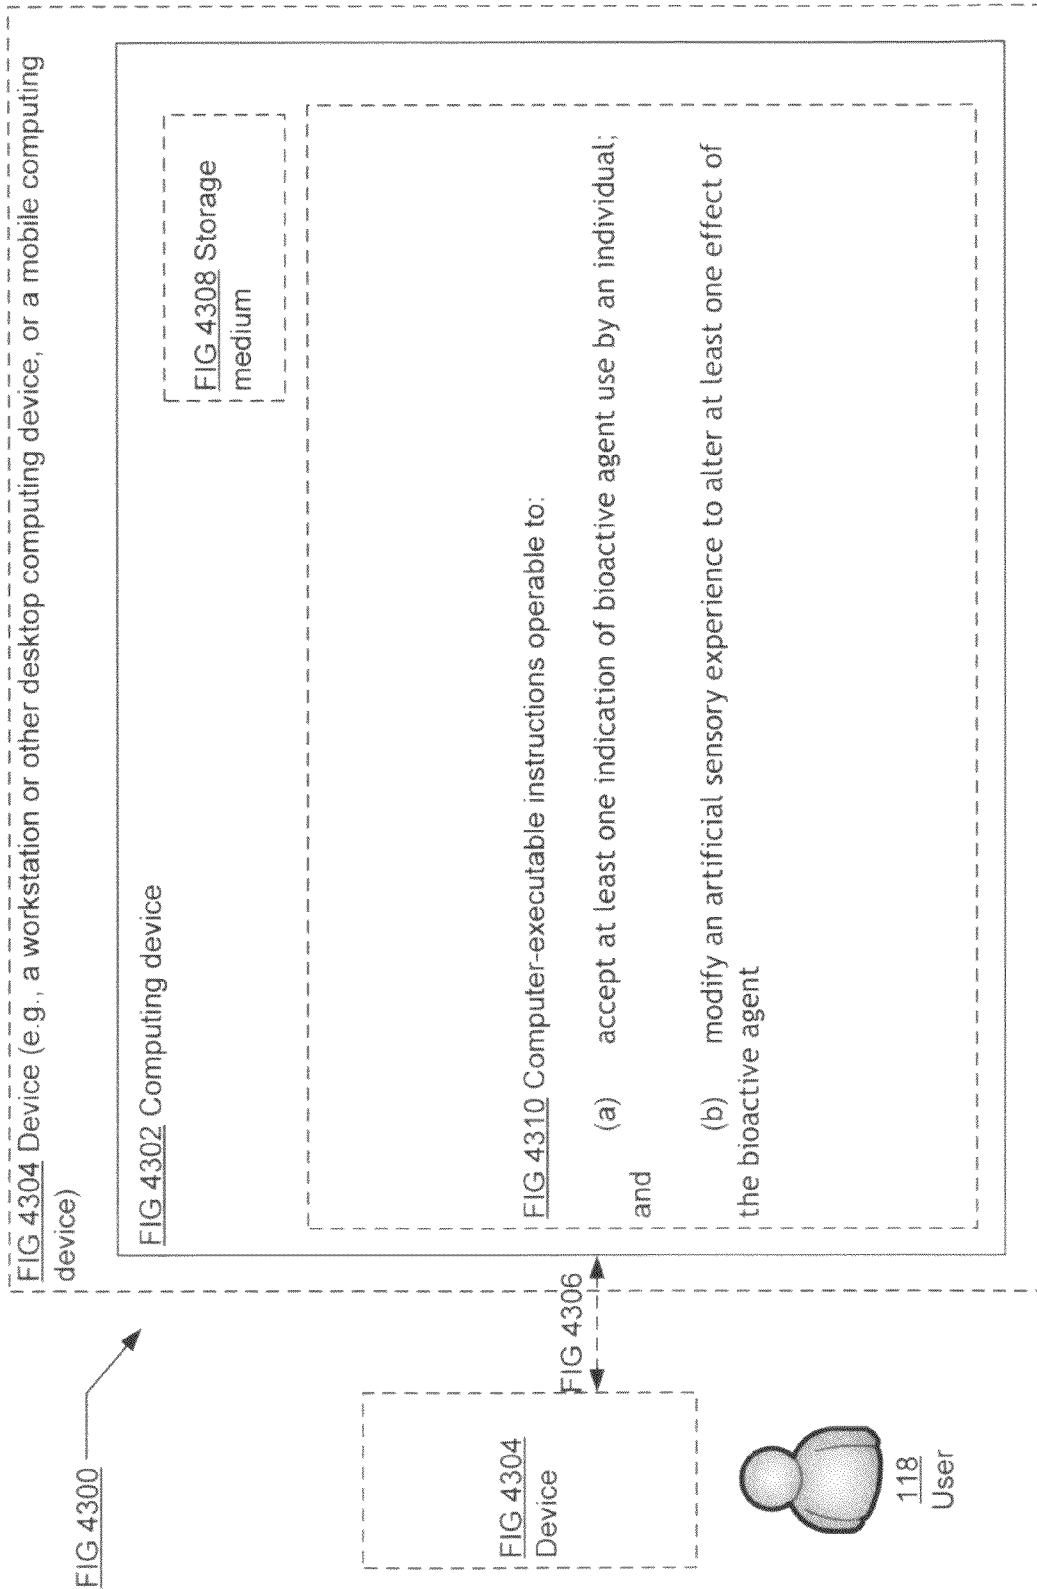 FIG 4300
FIG 4304 Device (e.g., a workstation or other desktop computing device, or a mobile computing
device)
FIG 4302 Computing device
FIG 4308 Storage
medium
FIG 4310 Computer-executable instructions operable to:
(a) accept at least one indication of bioactive agent use by an individual;
and
(b) modify an artificial sensory experience to alter at least one effect of
the bioactive agent
FIG 4306
FIG 4304
Device
118
User